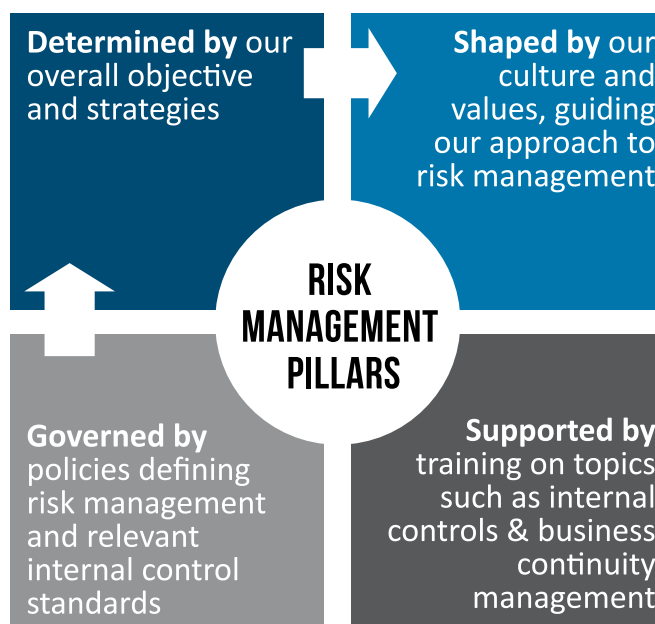 Determined by our
overall objective
and strategies
Shaped by our
culture and
values, guiding
our approach to
risk management
RISK
MANAGEMENT
PILLARS
Governed by
policies defining
risk management
and relevant
internal control
standards
Supported by
training on topics
such as internal
controls & business
continuity
management